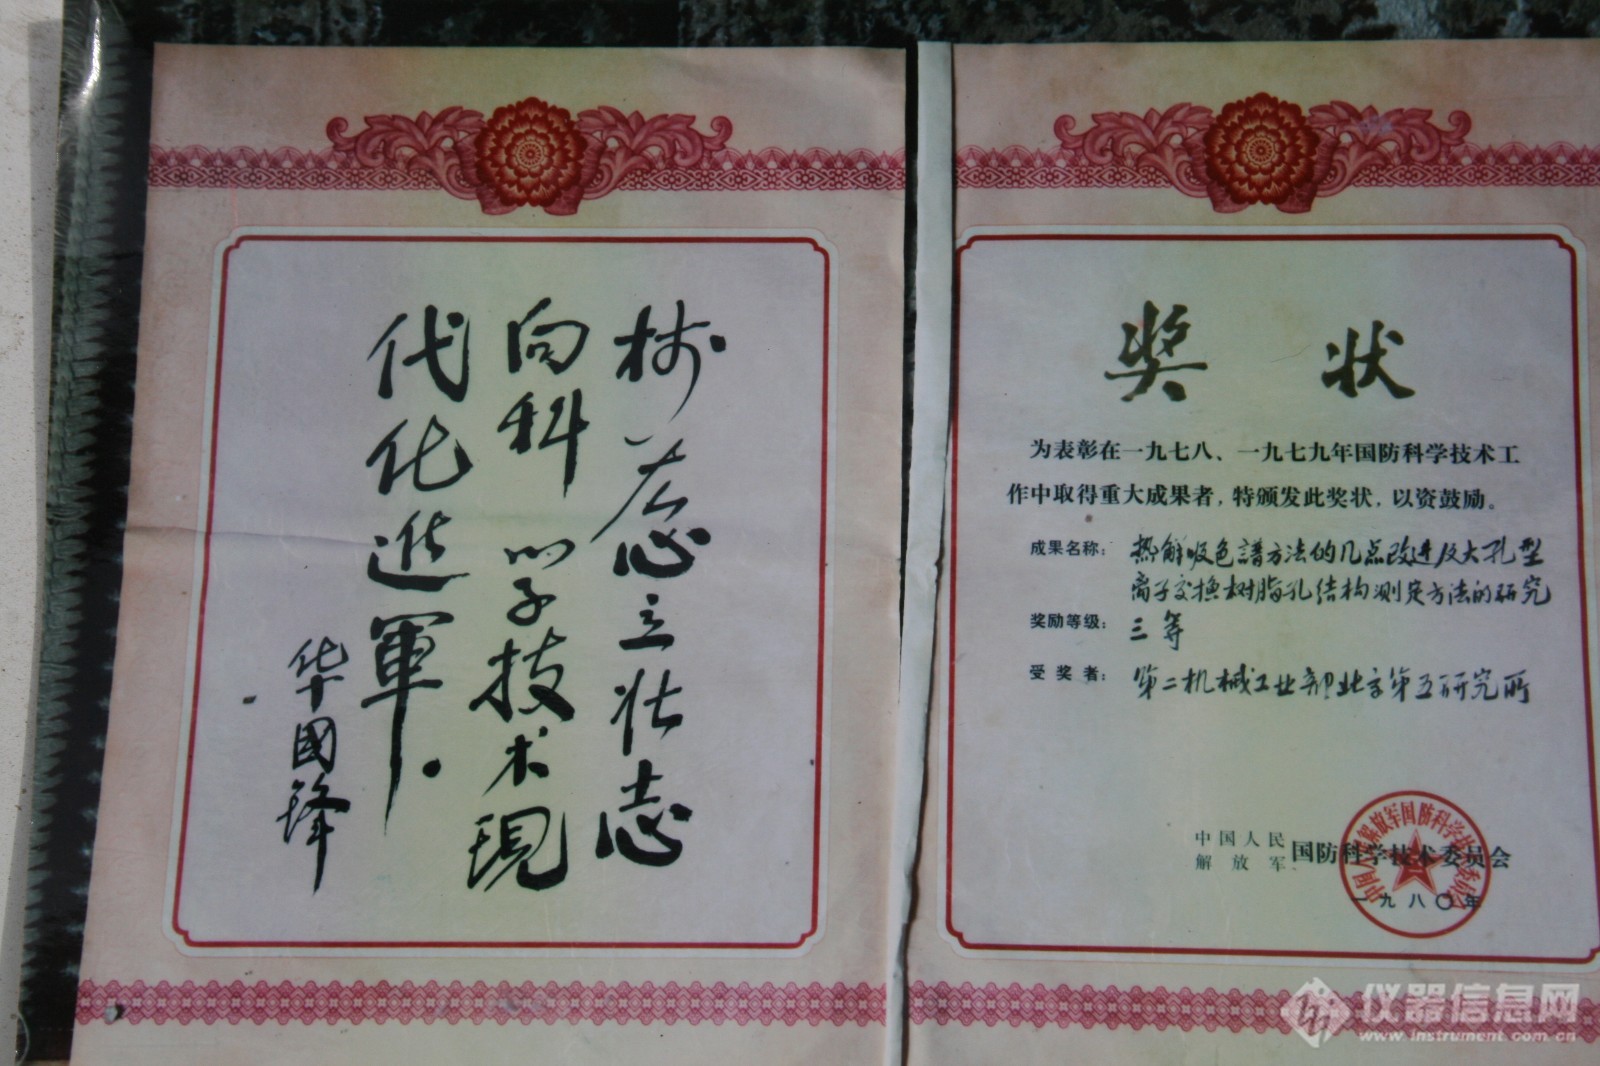 树雄心立壮志
向科学技术现
代化進軍.
华國锋
奖状
为表彰在一九七八、一九七九年国防科学技术工
作中取得重大成果者，特颁发此奖状，以资鼓励。
成果名称：热解吸色譜方法的几点改进及大孔型
离子交换树脂孔结构测定方法的研究
奖励等级：三等
受奖者：第二机械工业部北京第五研究所
中国人民
解放军
国防科学技术委员会
一九八〇年
仪器信息网
www.instrument.com.cn